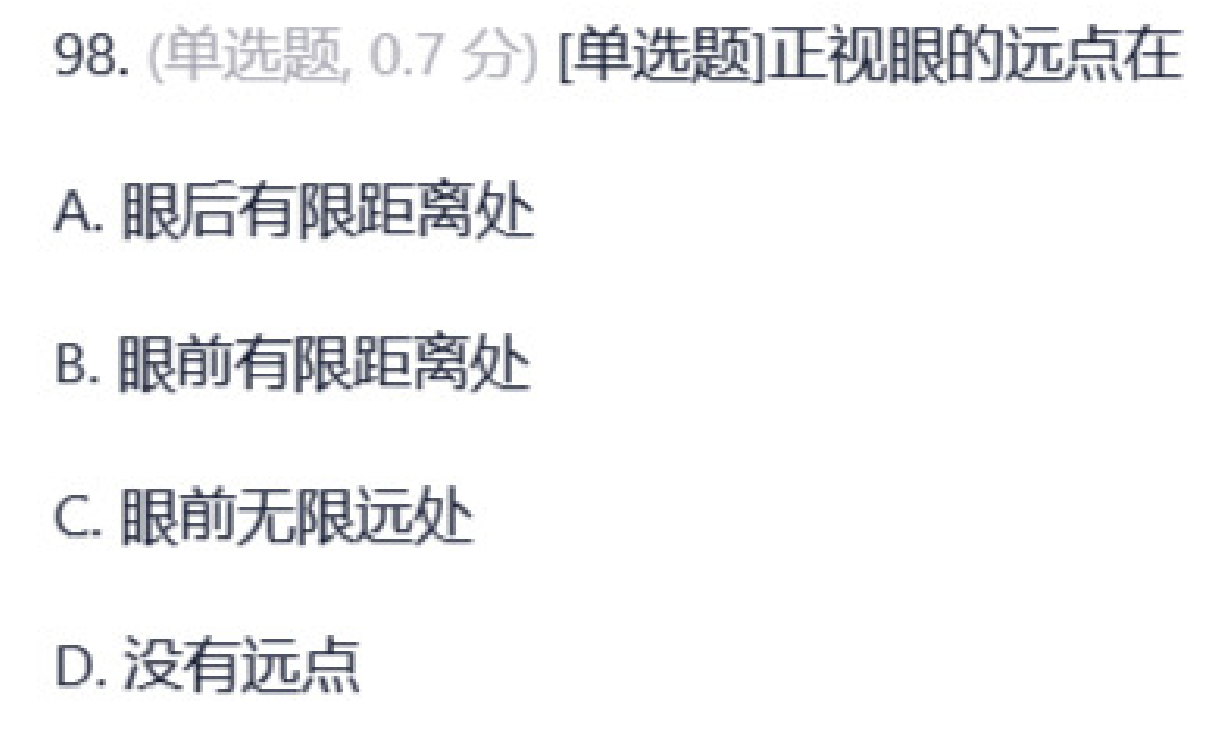 98. (单选题, 0.7 分) [单选题]正视眼的远点在
A. 眼后有限距离处
B. 眼前有限距离处
C. 眼前无限远处
D. 没有远点